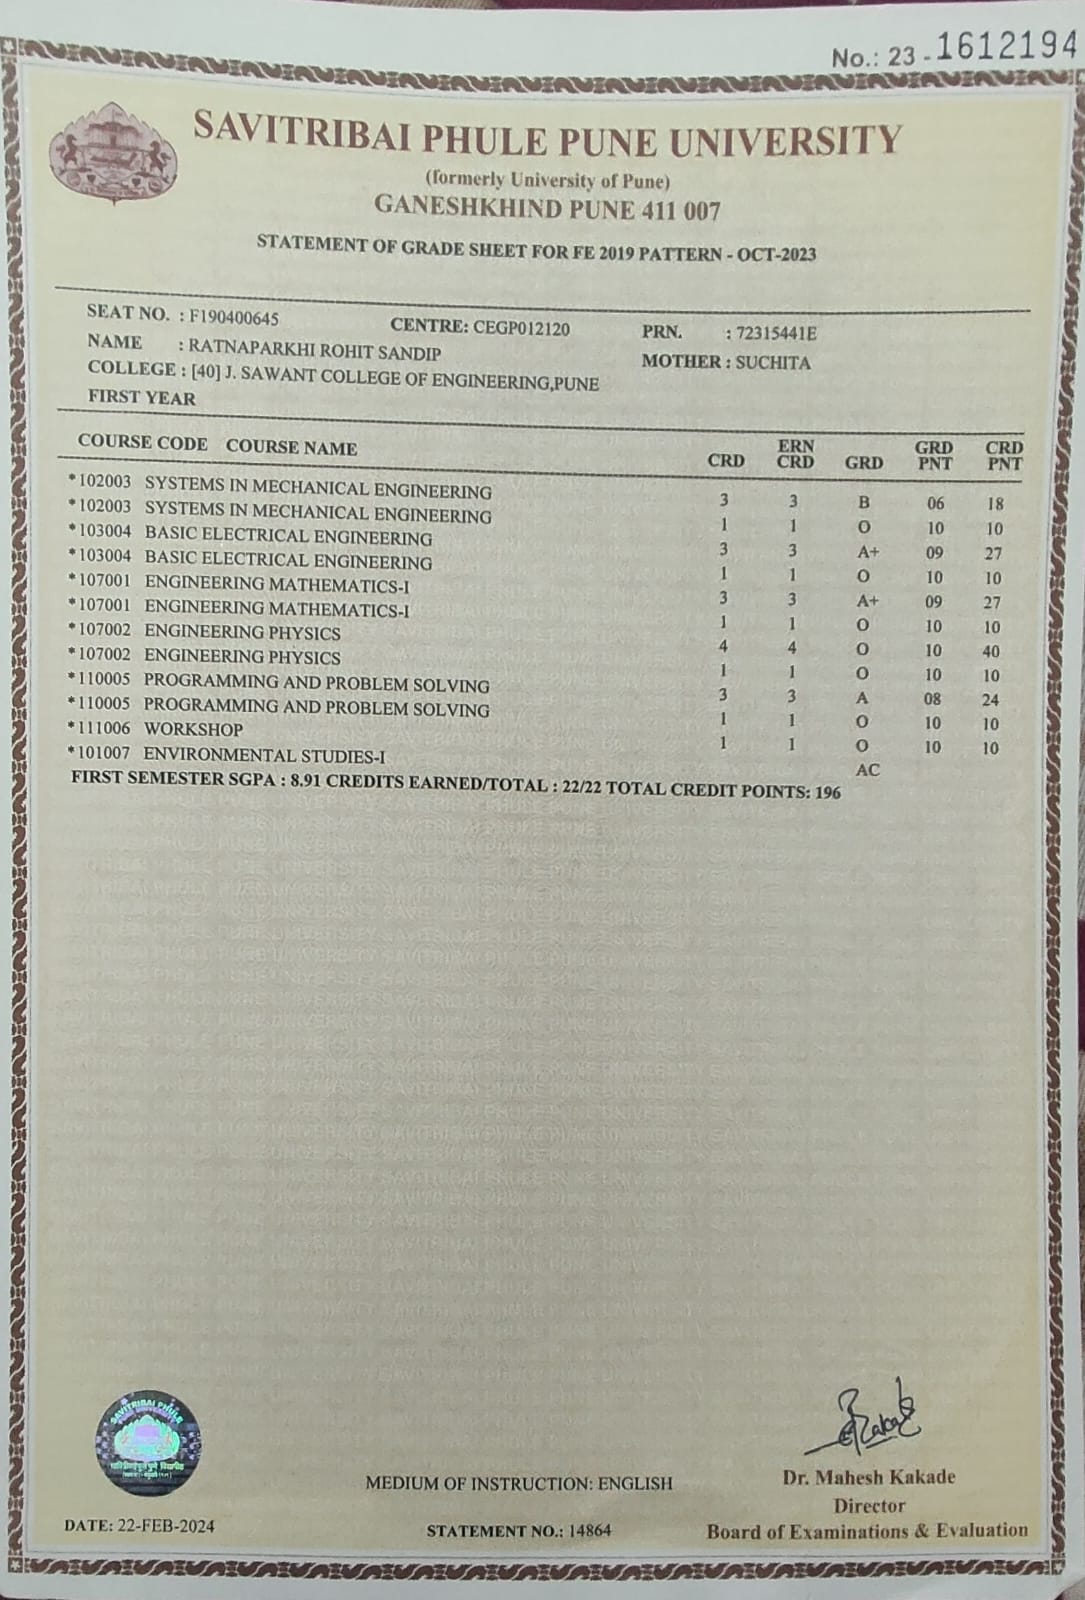 No.: 23 - 1612194
SAVITRIBAI PHULE PUNE UNIVERSITY
(formerly University of Pune)
GANESHKHIND PUNE 411 007
STATEMENT OF GRADE SHEET FOR FE 2019 PATTERN - OCT-2023
SEAT NO. : F190400645 CENTRE: CEGP012120 PRN. : 72315441E
NAME : RATNAPARKHI ROHIT SANDIP MOTHER : SUCHITA
COLLEGE : [40] J. SAWANT COLLEGE OF ENGINEERING,PUNE
FIRST YEAR
COURSE CODE COURSE NAME CRD ERN CRD GRD GRD PNT CRD PNT
*102003 SYSTEMS IN MECHANICAL ENGINEERING 3 3 B 06 18
*102003 SYSTEMS IN MECHANICAL ENGINEERING 1 1 O 10 10
*103004 BASIC ELECTRICAL ENGINEERING 3 3 A+ 09 27
*103004 BASIC ELECTRICAL ENGINEERING 1 1 O 10 10
*107001 ENGINEERING MATHEMATICS-I 3 3 A+ 09 27
*107001 ENGINEERING MATHEMATICS-I 1 1 O 10 10
*107002 ENGINEERING PHYSICS 4 4 O 10 40
*107002 ENGINEERING PHYSICS 1 1 O 10 10
*110005 PROGRAMMING AND PROBLEM SOLVING 3 3 A 08 24
*110005 PROGRAMMING AND PROBLEM SOLVING 1 1 O 10 10
*111006 WORKSHOP 1 1 O 10 10
*101007 ENVIRONMENTAL STUDIES-I AC
FIRST SEMESTER SGPA : 8.91 CREDITS EARNED/TOTAL : 22/22 TOTAL CREDIT POINTS: 196
SAVITRIBAI PHULE
PUNE UNIVERSITY
MEDIUM OF INSTRUCTION: ENGLISH
Dr. Mahesh Kakade
Director
Board of Examinations & Evaluation
DATE: 22-FEB-2024
STATEMENT NO.: 14864